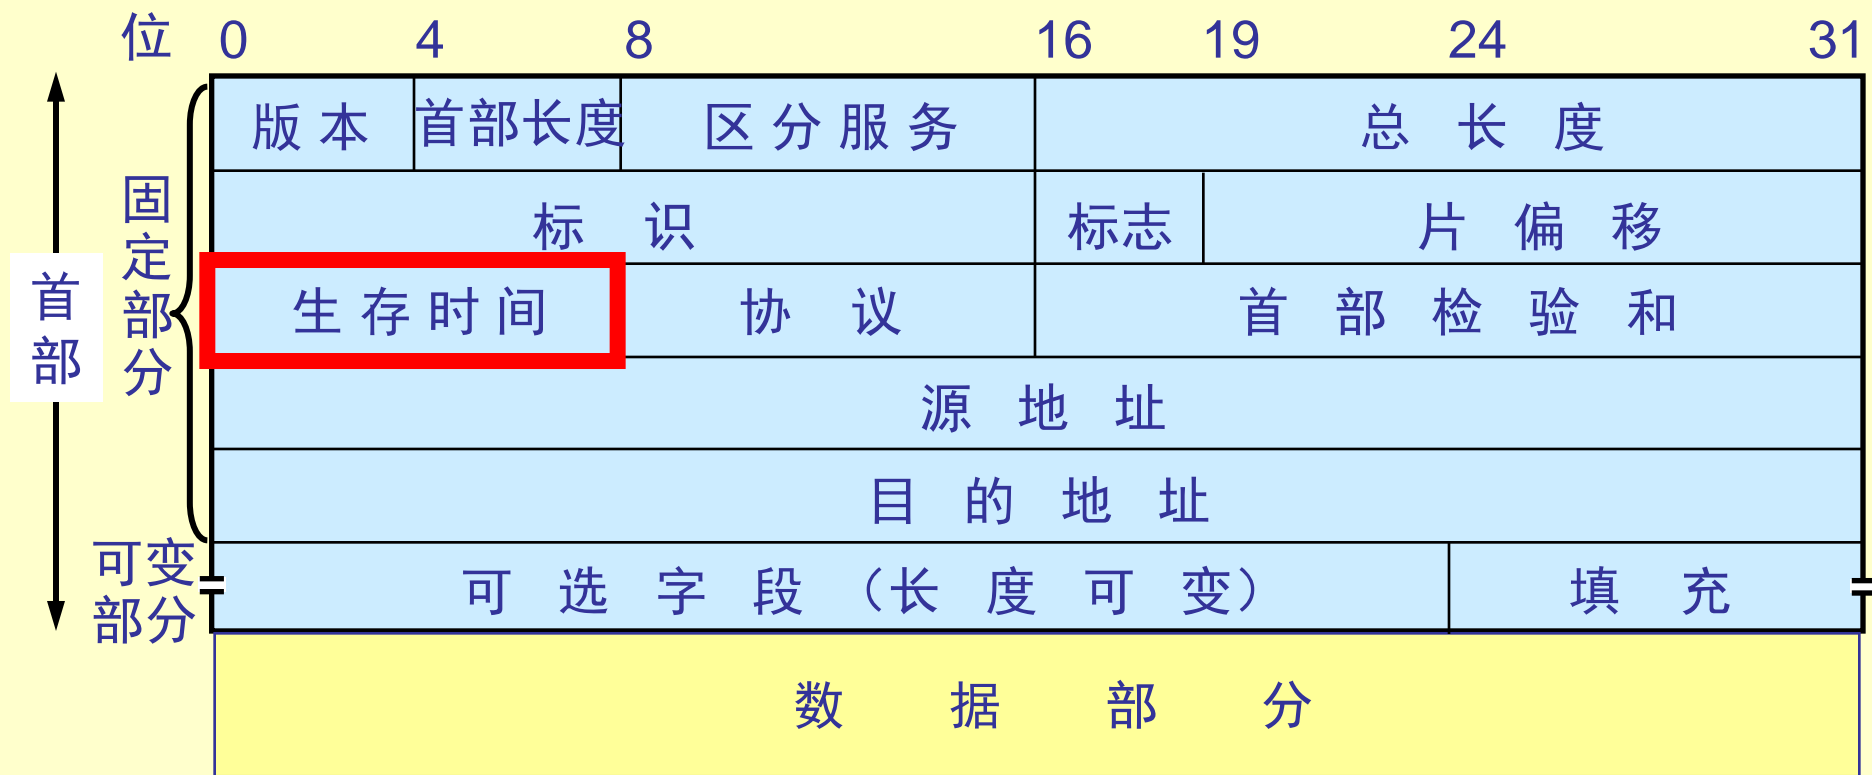 位 0 4 8 16 19 24 31
版本 首部长度 区分服务 总长度
标识 标志 片偏移
生存时间 协议 首部检验和
源地址
目的地址
可选字段（长度可变） 填充
数据部分
首部
固定部分
可变部分